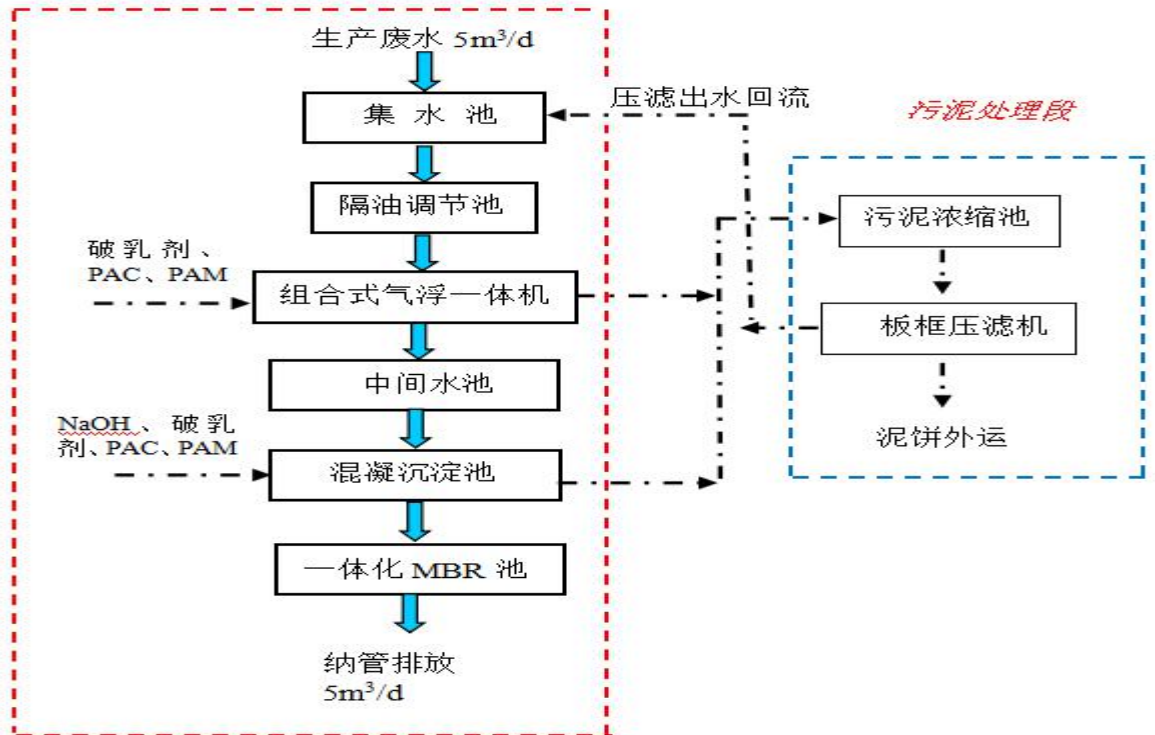 生产废水 5m³/d
集 水 池
隔油调节池
破乳剂、
PAC、PAM
组合式气浮一体机
中间水池
NaOH、破乳
剂、PAC、PAM
混凝沉淀池
一体化 MBR 池
纳管排放
5m³/d
压滤出水回流
污泥处理段
污泥浓缩池
板框压滤机
泥饼外运